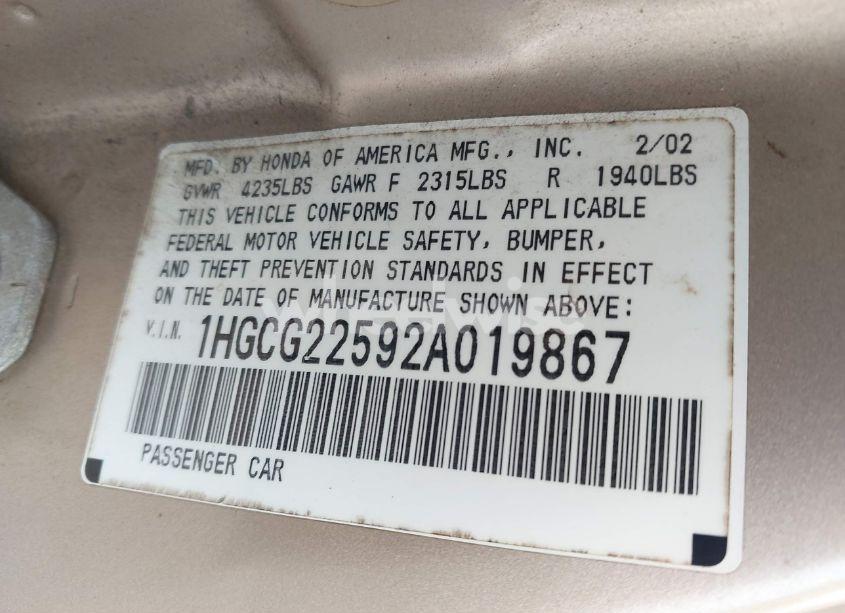 MFD. BY HONDA OF AMERICA MFG., INC. 2/02
GVWR 4235LBS GAWR F 2315LBS R 1940LBS
THIS VEHICLE CONFORMS TO ALL APPLICABLE
FEDERAL MOTOR VEHICLE SAFETY, BUMPER,
AND THEFT PREVENTION STANDARDS IN EFFECT
ON THE DATE OF MANUFACTURE SHOWN ABOVE:
V.I.N. 1HGCG22592A019867
PASSENGER CAR